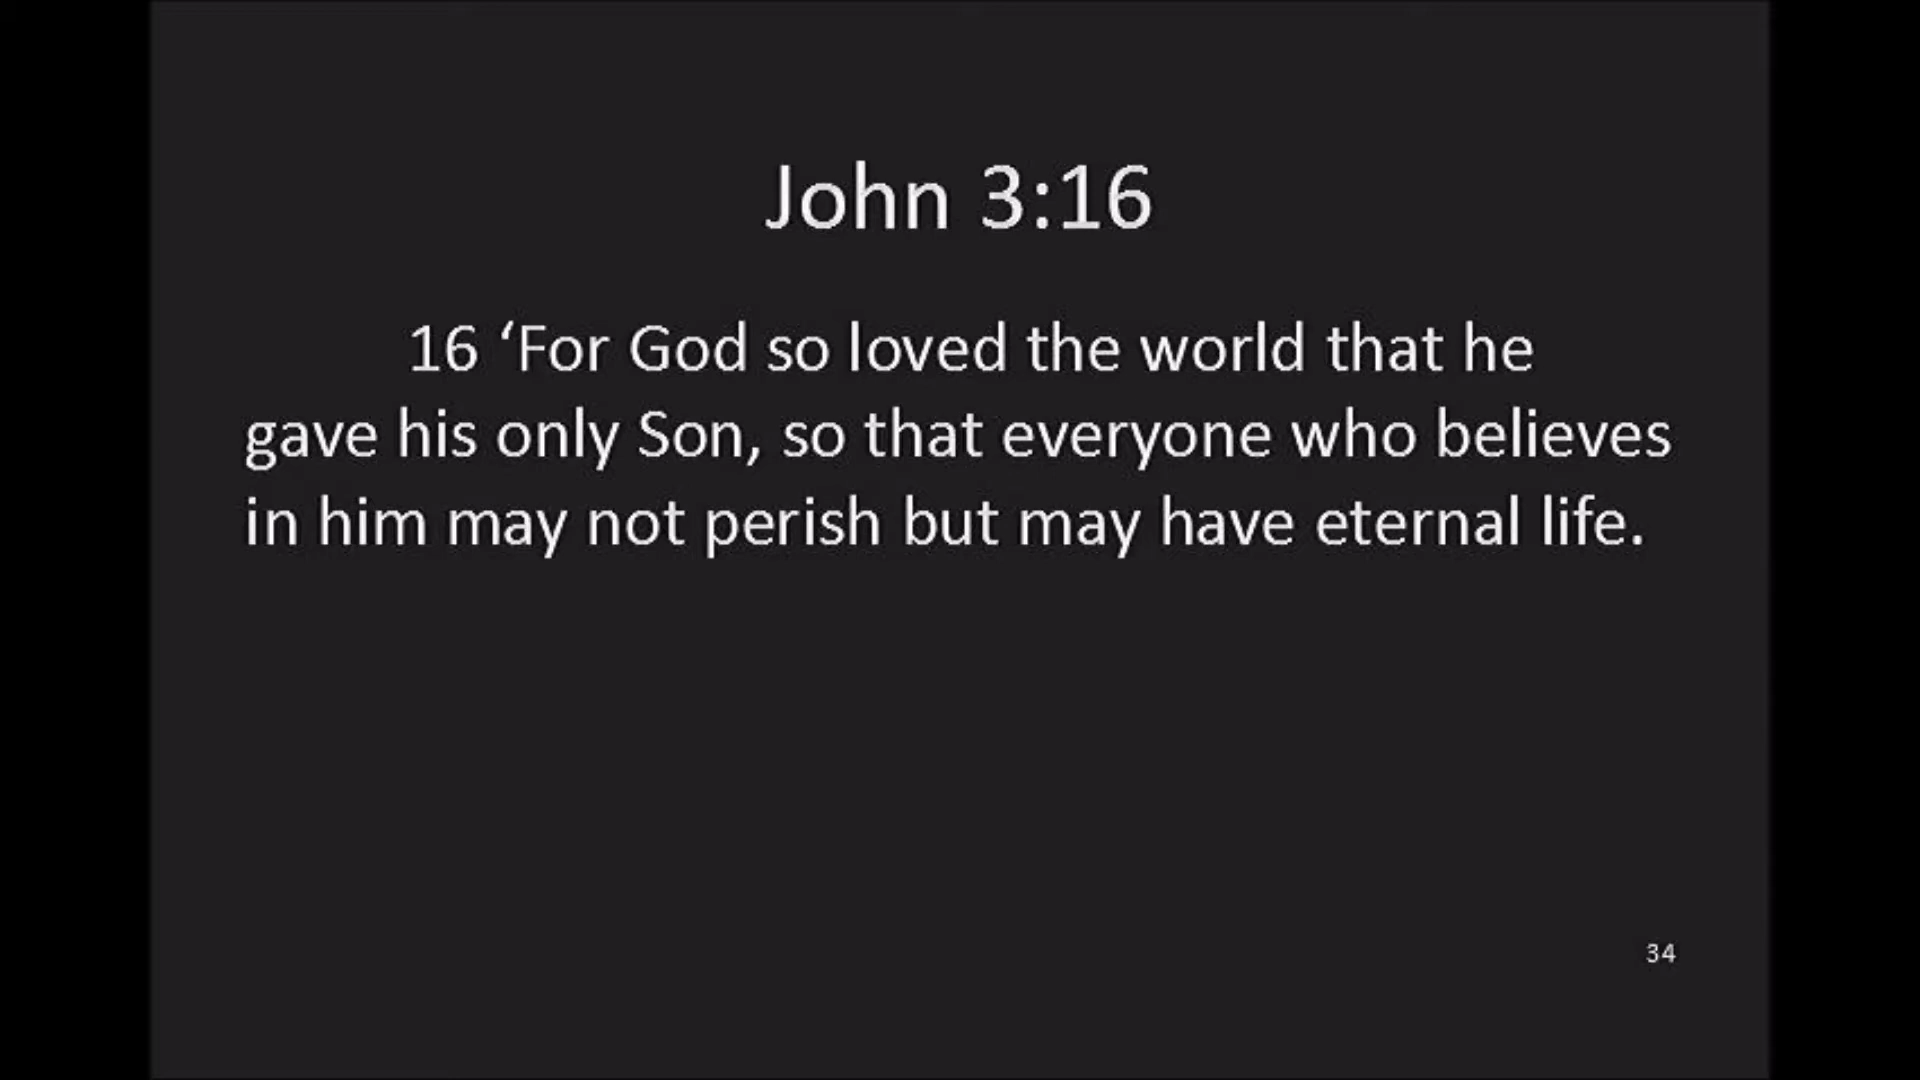 John 3:16
16 ‘For God so loved the world that he
gave his only Son, so that everyone who believes
in him may not perish but may have eternal life.
34